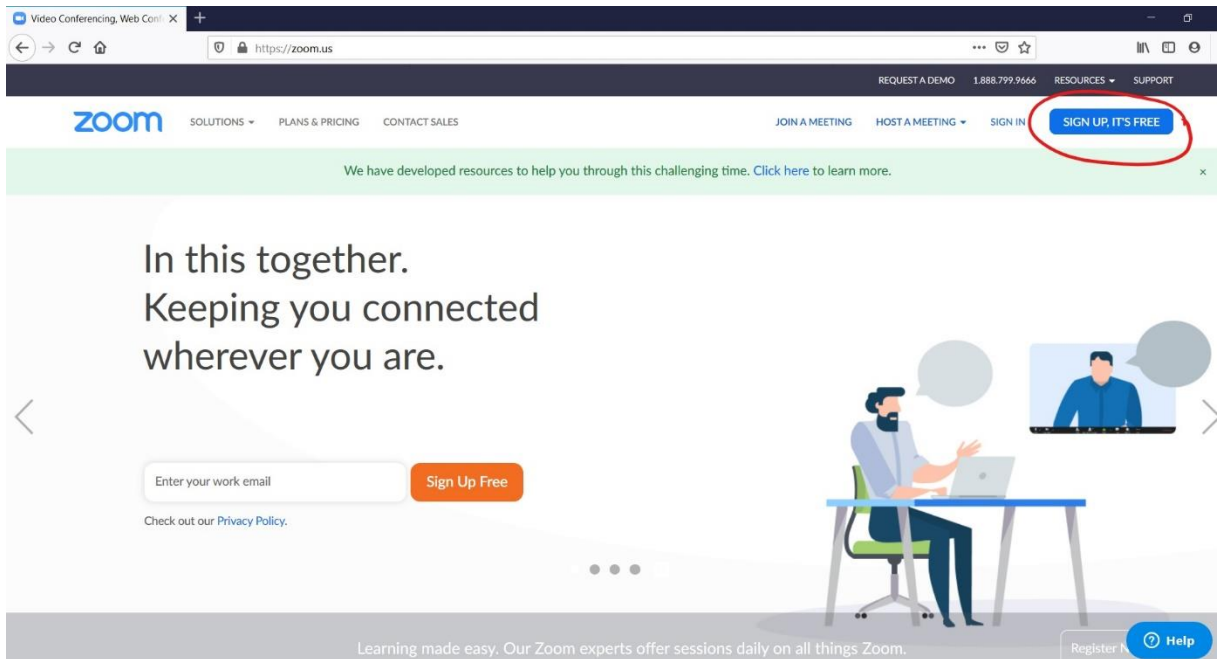 Video Conferencing, Web Conf
https://zoom.us
REQUEST A DEMO 1.888.799.9666 RESOURCES SUPPORT
zoom SOLUTIONS PLANS & PRICING CONTACT SALES JOIN A MEETING HOST A MEETING SIGN IN SIGN UP, IT'S FREE
We have developed resources to help you through this challenging time. Click here to learn more.
In this together.
Keeping you connected
wherever you are.
Enter your work email Sign Up Free
Check out our Privacy Policy.
Learning made easy. Our Zoom experts offer sessions daily on all things Zoom. Register
Help